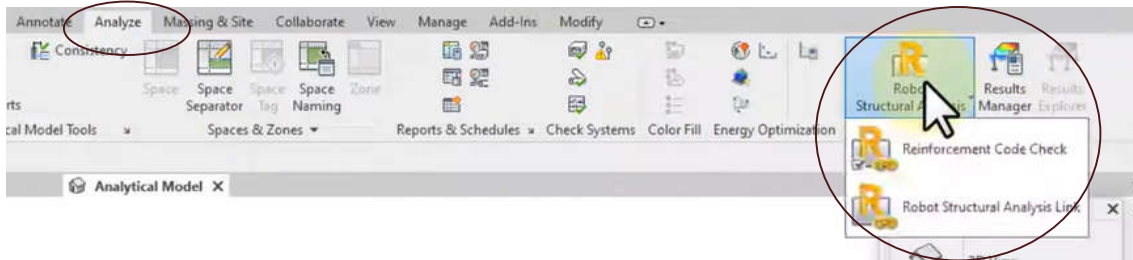 Annotate Analyze Massing & Site Collaborate View Manage Add-Ins Modify
Consistency
Space Space Space Space Zone
Separator Tag Naming
Robot Results Results
Structural Analysis Manager Explorer
rts
cal Model Tools Spaces & Zones Reports & Schedules Check Systems Color Fill Energy Optimization
Reinforcement Code Check
Analytical Model X
Robot Structural Analysis Link